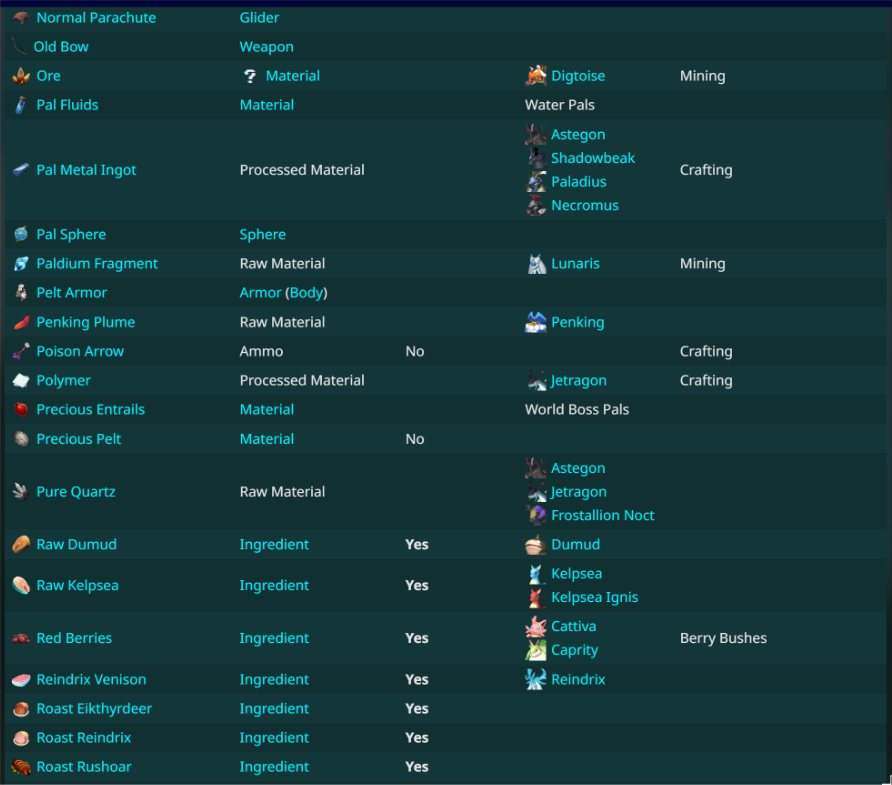 Normal Parachute Glider
Old Bow Weapon
Ore ? Material Digtoise Mining
Pal Fluids Material Water Pals
Astegon
Shadowbeak
Pal Metal Ingot Processed Material Crafting
Paladius
Necromus
Pal Sphere Sphere
Paldium Fragment Raw Material Lunaris Mining
Pelt Armor Armor (Body)
Penking Plume Raw Material Penking
Poison Arrow Ammo No Crafting
Polymer Processed Material Jetragon Crafting
Precious Entrails Material World Boss Pals
Precious Pelt Material No
Astegon
Pure Quartz Raw Material Jetragon
Frostallion Noct
Raw Dumud Ingredient Yes Dumud
Kelpsea
Raw Kelpsea Ingredient Yes
Kelpsea Ignis
Cattiva
Red Berries Ingredient Yes Berry Bushes
Caprity
Reindrix Venison Ingredient Yes Reindrix
Roast Eikthyrdeer Ingredient Yes
Roast Reindrix Ingredient Yes
Roast Rushoar Ingredient Yes